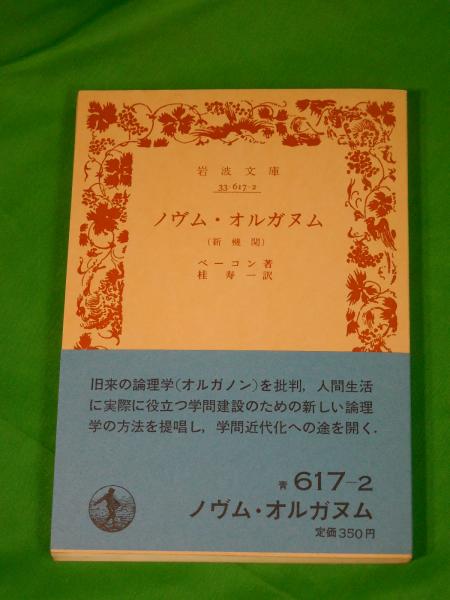 岩波文庫
33-617-2
ノヴム・オルガヌム
(新機関)
ベーコン著
桂寿一訳
旧来の論理学(オルガノン)を批判，人間生活
に実際に役立つ学問建設のための新しい論理
学の方法を提唱し，学問近代化への途を開く．
青 617-2
ノヴム・オルガヌム
定価350円